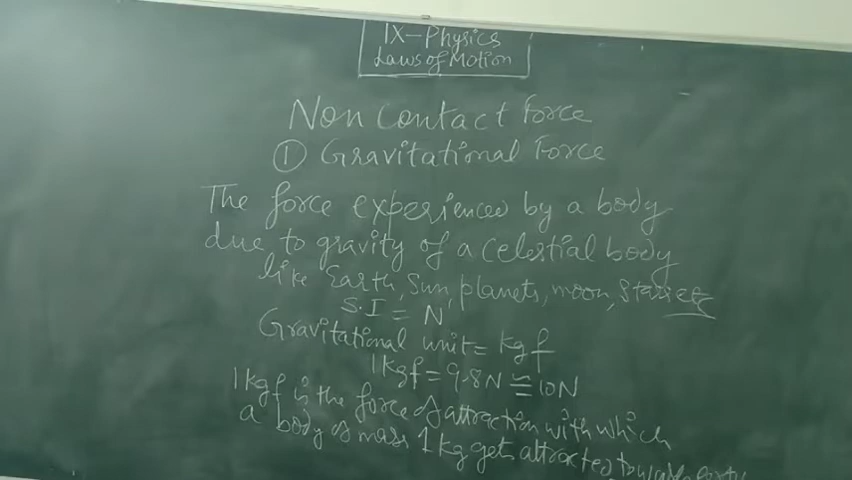 IX-Physics
Laws of Motion
Non Contact force
① Gravitational Force
The force experienced by a body
due to gravity of a celestial body
like Earth, Sun, planets, moon, stars etc
S.I = N
Gravitational unit = kgf
1kgf = 9.8N ≅ 10N
1kgf is the force of attraction with which
a body of mass 1kg gets attracted towards